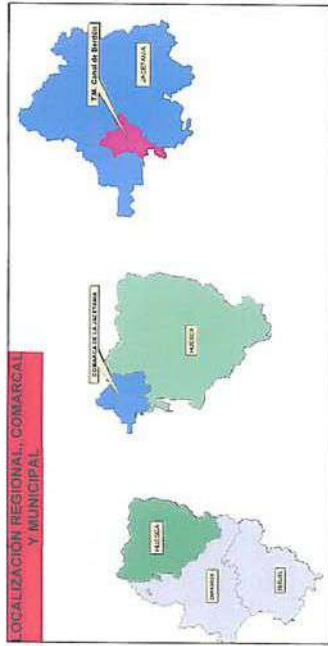 LOCALIZACIÓN REGIONAL, COMARCAL
Y MUNICIPAL
HUESCA
ZARAGOZA
TERUEL
COMARCA DE LA JACETANIA
HUESCA
T.M. Canal de Berdún
JACETANIA